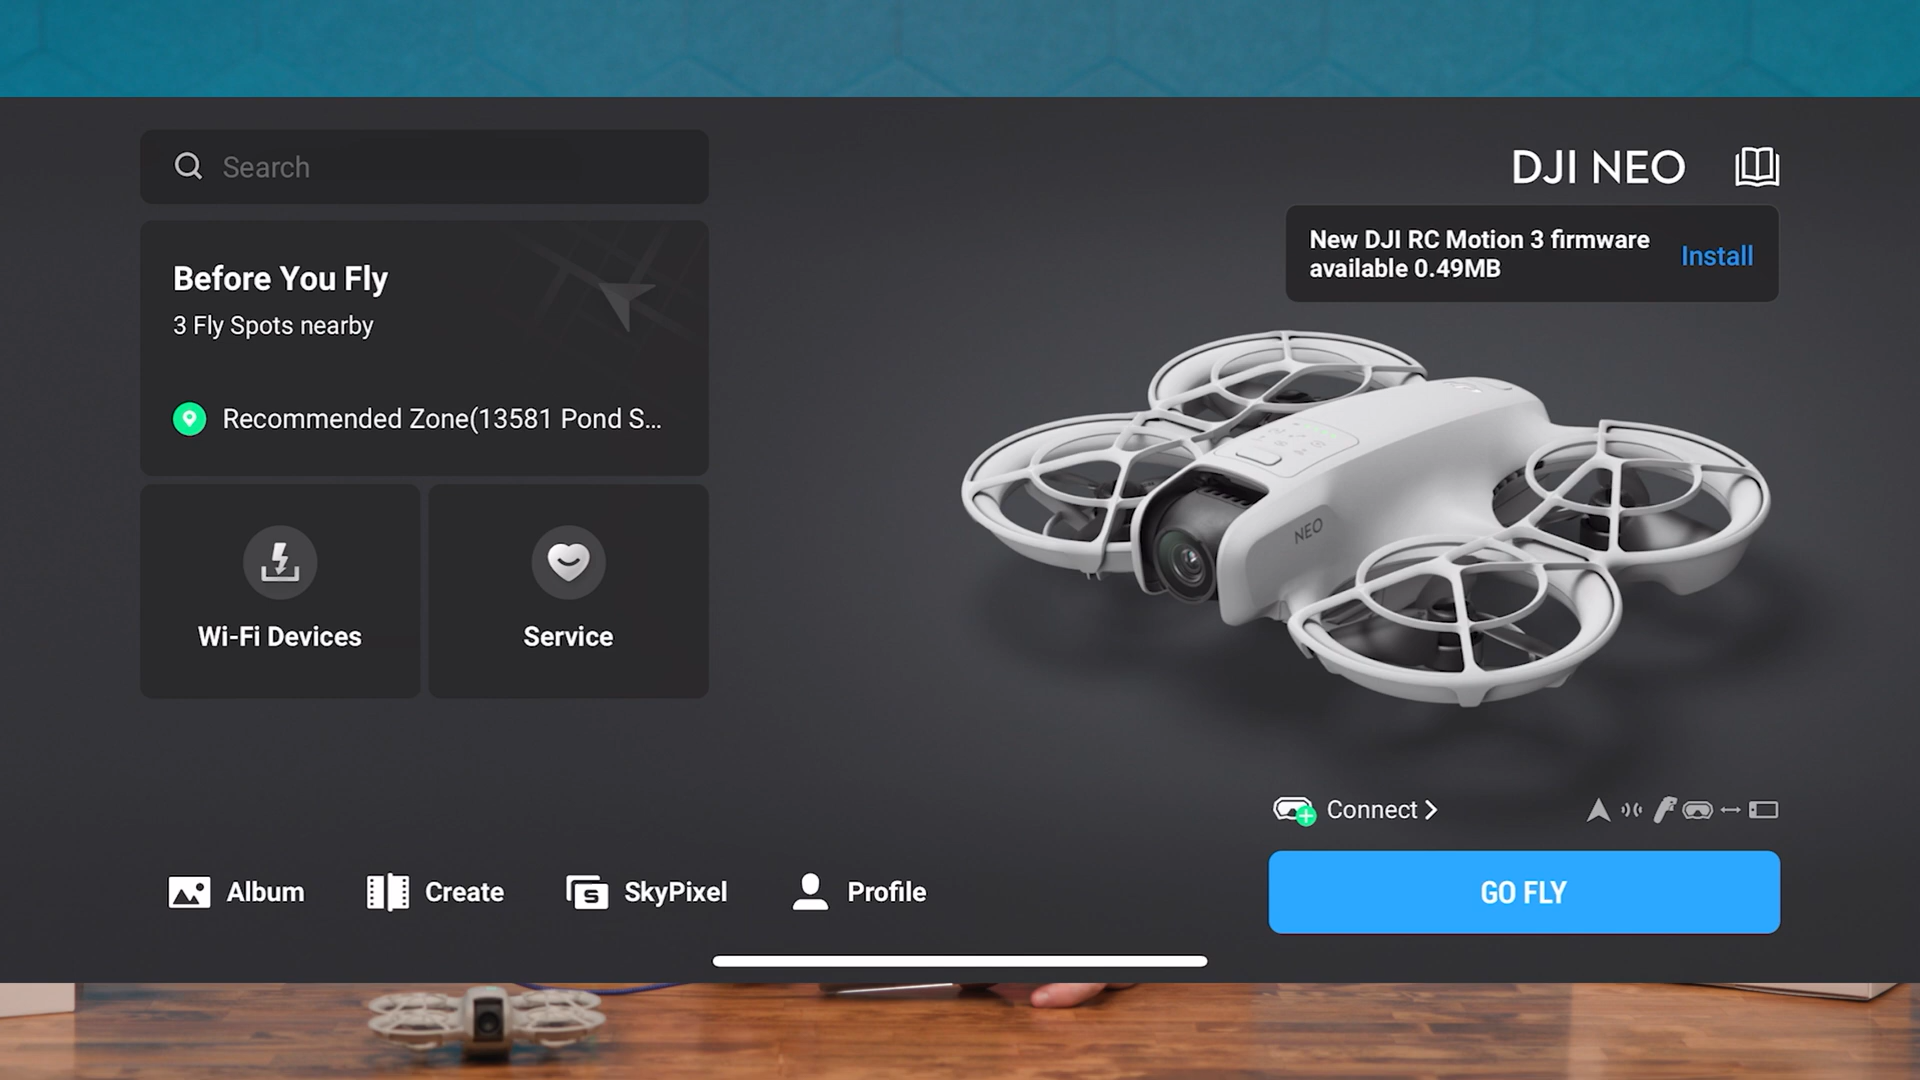 Search
Before You Fly
3 Fly Spots nearby
Recommended Zone(13581 Pond S...
Wi-Fi Devices
Service
DJI NEO
New DJI RC Motion 3 firmware
available 0.49MB
Install
NEO
Connect
Album
Create
S
SkyPixel
Profile
GO FLY